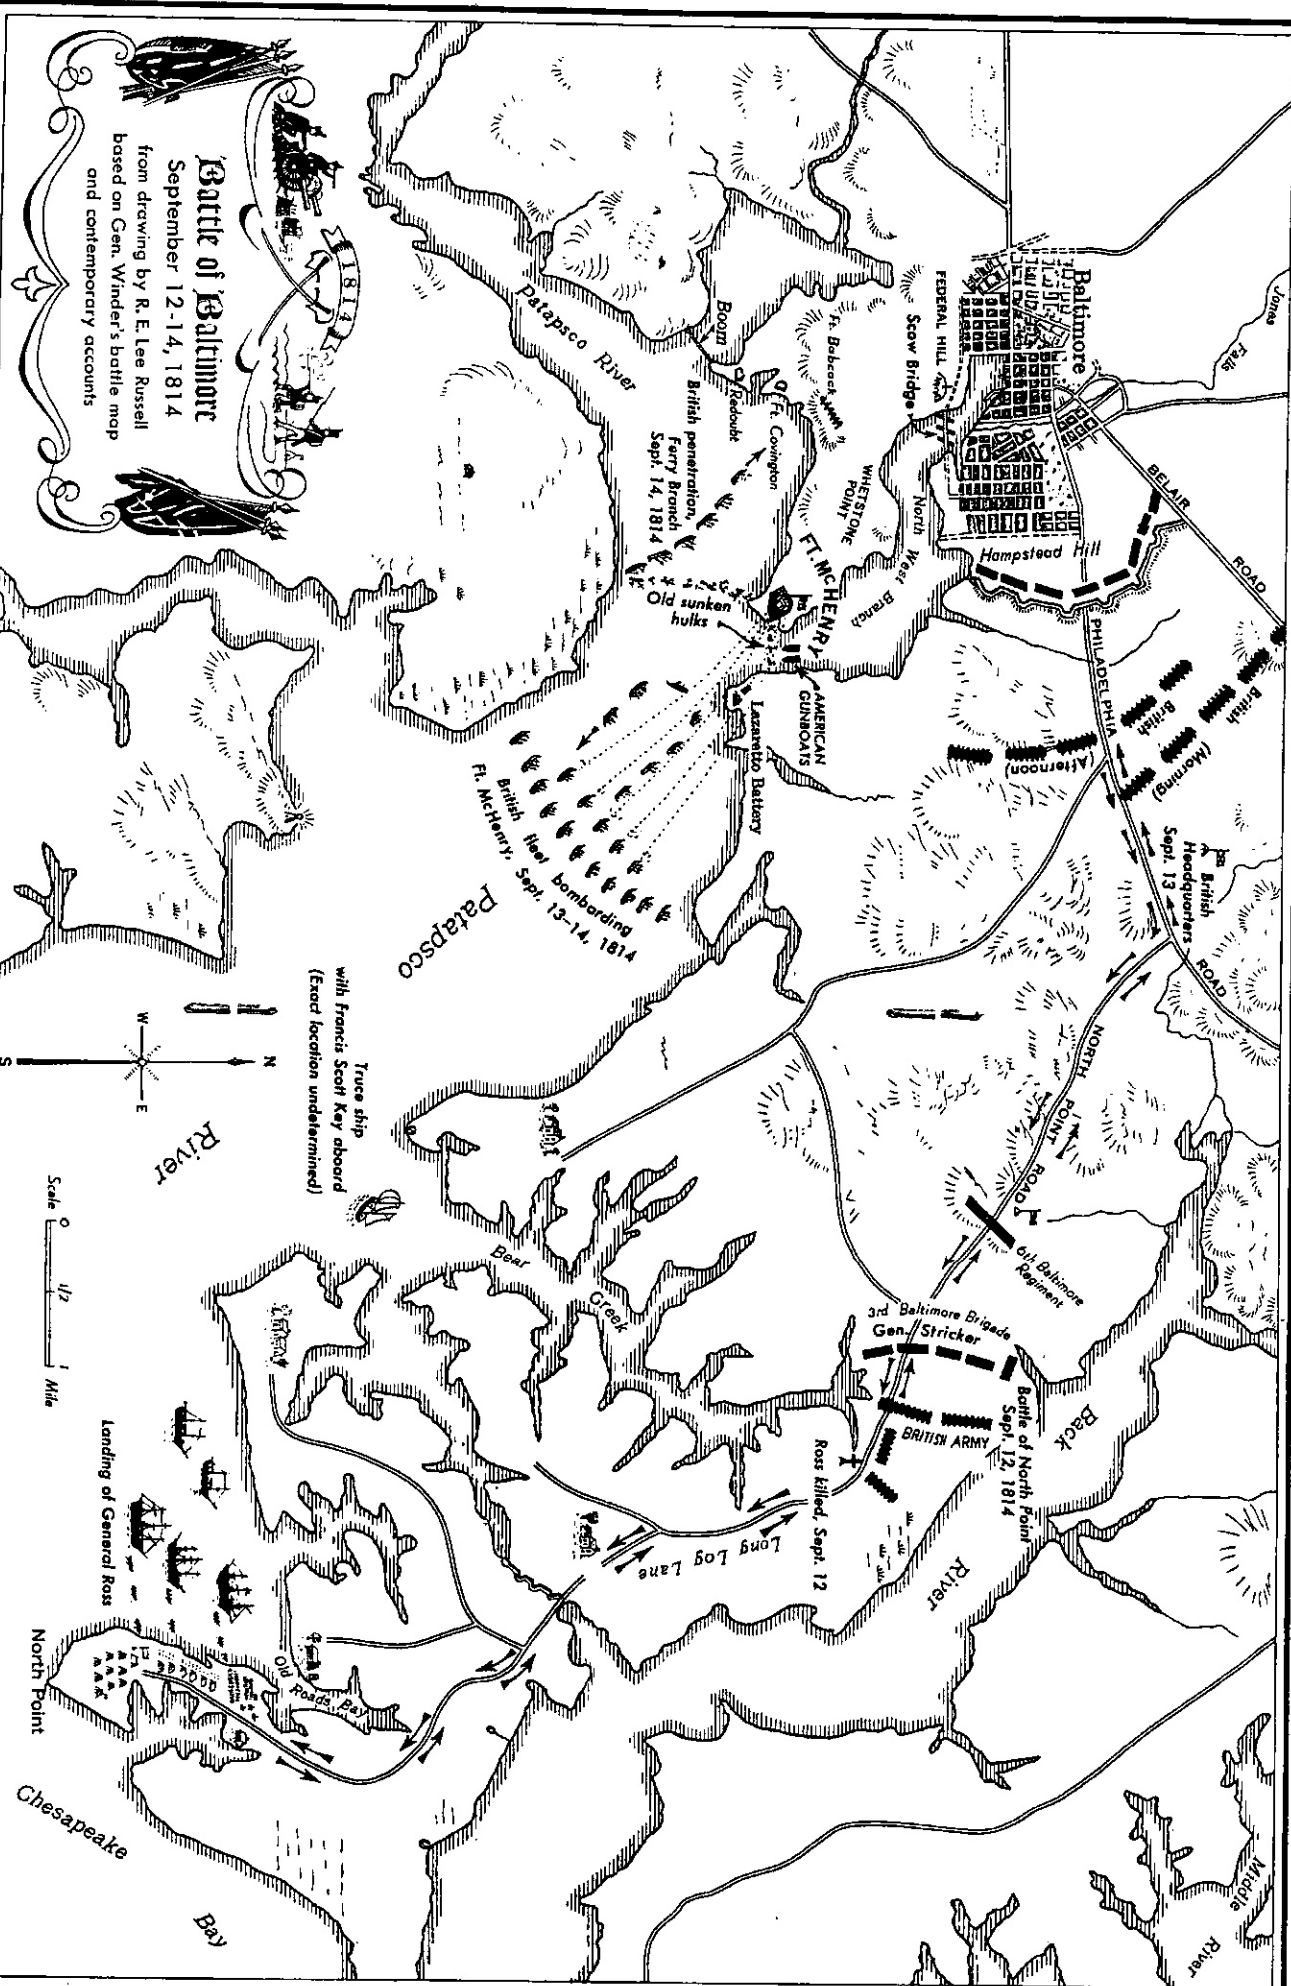 1814
Battle of Baltimore
September 12-14, 1814
from drawing by R. E. Lee Russell
based on Gen. Winder's battle map
and contemporary accounts
Jones
Falls
Baltimore
FEDERAL HILL
Scow Bridge
Ft. Babcock
Boom
Redoubt
Ft. Covington
Patapsco River
British penetration,
Ferry Branch
Sept. 14, 1814
WHETSTONE
POINT
FT. McHENRY
North West Branch
Hampstead Hill
BELAIR
ROAD
Old sunken
hulks
AMERICAN
GUNBOATS
Lazaretto Battery
PHILADELPHIA
ROAD
British
(Morning)
British
(Afternoon)
British
Headquarters
Sept. 13
British fleet bombarding
Ft. McHenry, Sept. 13-14, 1814
Patapsco
River
NORTH
POINT
ROAD
6th Baltimore
Regiment
3rd Baltimore Brigade
Gen. Stricker
Battle of North Point
Sept. 12, 1814
BRITISH ARMY
Ross killed, Sept. 12
Back
River
Bear
Creek
Long Log Lane
Truce ship
with Francis Scott Key aboard
(Exact location undetermined)
N
W
E
S
Scale 0 1/2 1 Mile
Landing of General Ross
Old Roads Bay
North Point
Chesapeake
Bay
Middle
River